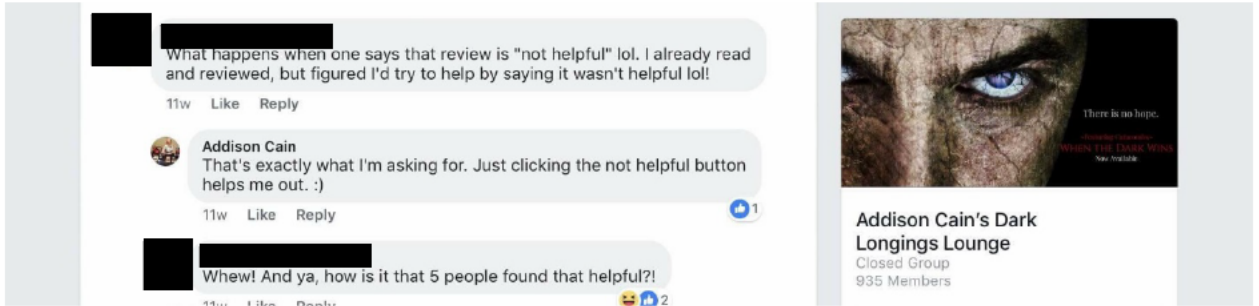 What happens when one says that review is "not helpful" lol. I already read
and reviewed, but figured I'd try to help by saying it wasn't helpful lol!
11w Like Reply
Addison Cain
That's exactly what I'm asking for. Just clicking the not helpful button
helps me out. :)
11w Like Reply
1
Whew! And ya, how is it that 5 people found that helpful?!
11w Like Reply
2
There is no hope.
WHEN THE DARK WINS
Now Available
Addison Cain's Dark
Longings Lounge
Closed Group
935 Members